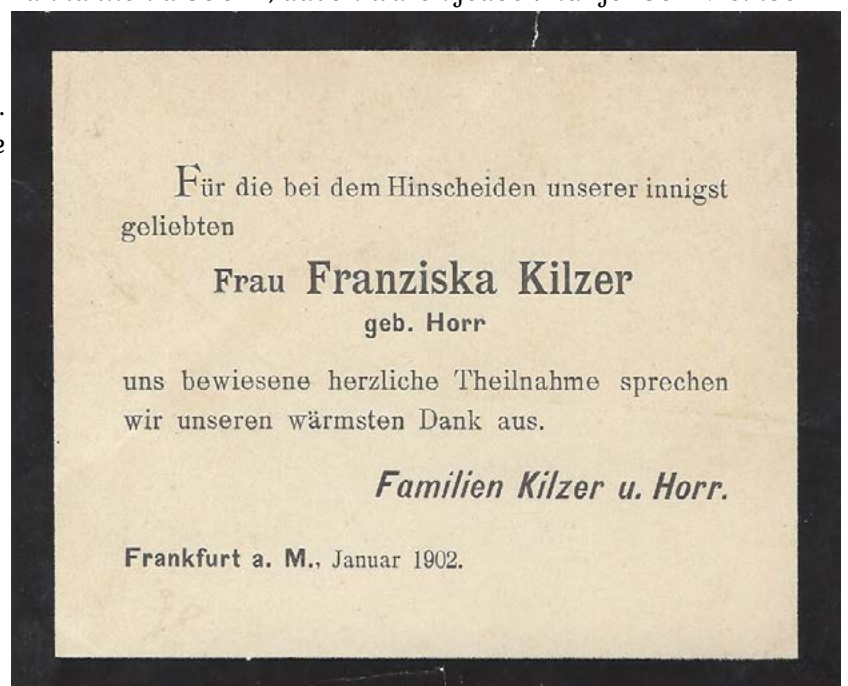 Für die bei dem Hinscheiden unserer innigst
geliebten
Frau Franziska Kilzer
geb. Horr
uns bewiesene herzliche Theilnahme sprechen
wir unseren wärmsten Dank aus.
Familien Kilzer u. Horr.
Frankfurt a. M., Januar 1902.